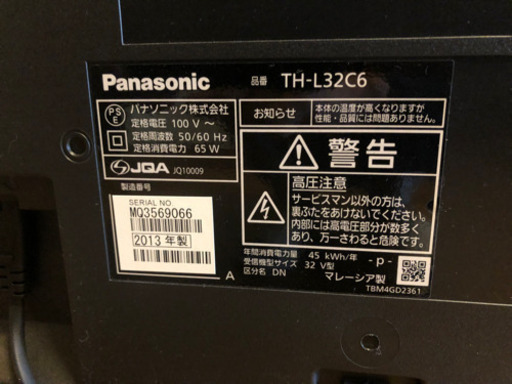 Panasonic
品番 TH-L32C6
PS
E
パナソニック株式会社
定格電圧 100 V ～
定格周波数 50/60 Hz
定格消費電力 65 W
JQA JQ10009
製造番号
SERIAL NO.
MQ3569066
2013 年製
A
お知らせ
本体の温度が高くなりますが
性能・品質には問題ありません。
警告
高圧注意
サービスマン以外の方は、
裏ぶたをあけないでください。
内部には高電圧部分が数多く
あり、万一さわると危険です。
年間消費電力量 45 kWh/年
受信機型サイズ 32 V型
区分名 DN
-p-
マレーシア製
TBM4GD2361